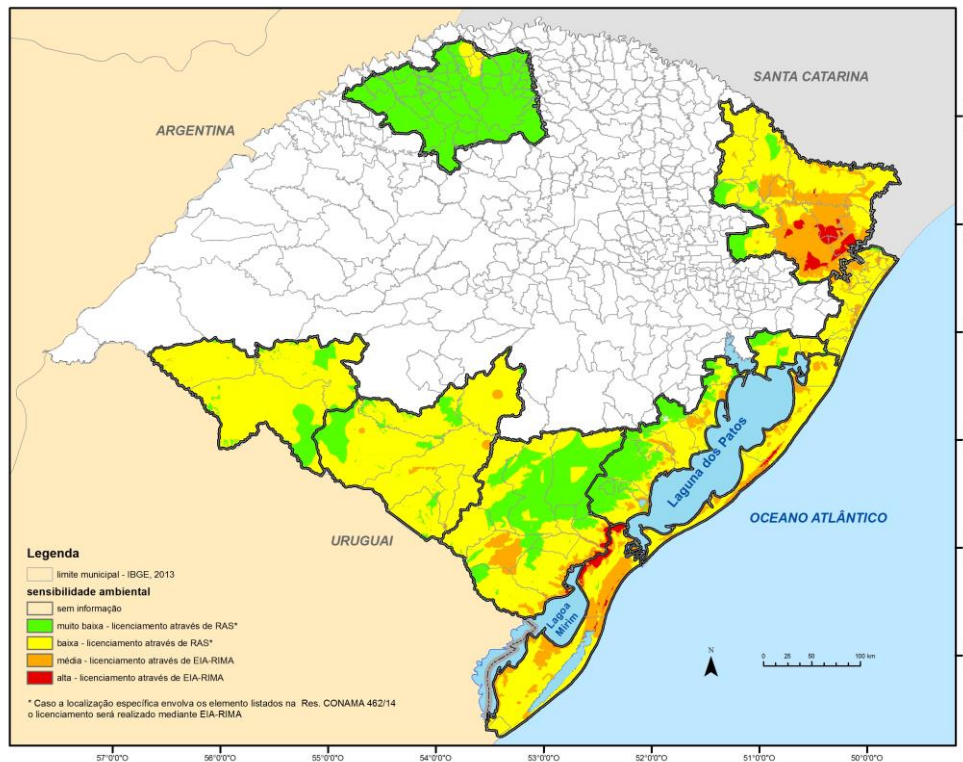 SANTA CATARINA
ARGENTINA
Laguna dos Patos
OCEANO ATLÂNTICO
URUGUAI
Lagoa
Mirim
Legenda
limite municipal - IBGE, 2013
sensibilidade ambiental
sem informação
muito baixa - licenciamento através de RAS*
baixa - licenciamento através de RAS*
média - licenciamento através de EIA-RIMA
alta - licenciamento através de EIA-RIMA
* Caso a localização específica envolva os elemento listados na Res. CONAMA 462/14
o licenciamento será realizado mediante EIA-RIMA
N
0 25 50 100 km
57°0'0"O 56°0'0"O 55°0'0"O 54°0'0"O 53°0'0"O 52°0'0"O 51°0'0"O 50°0'0"O